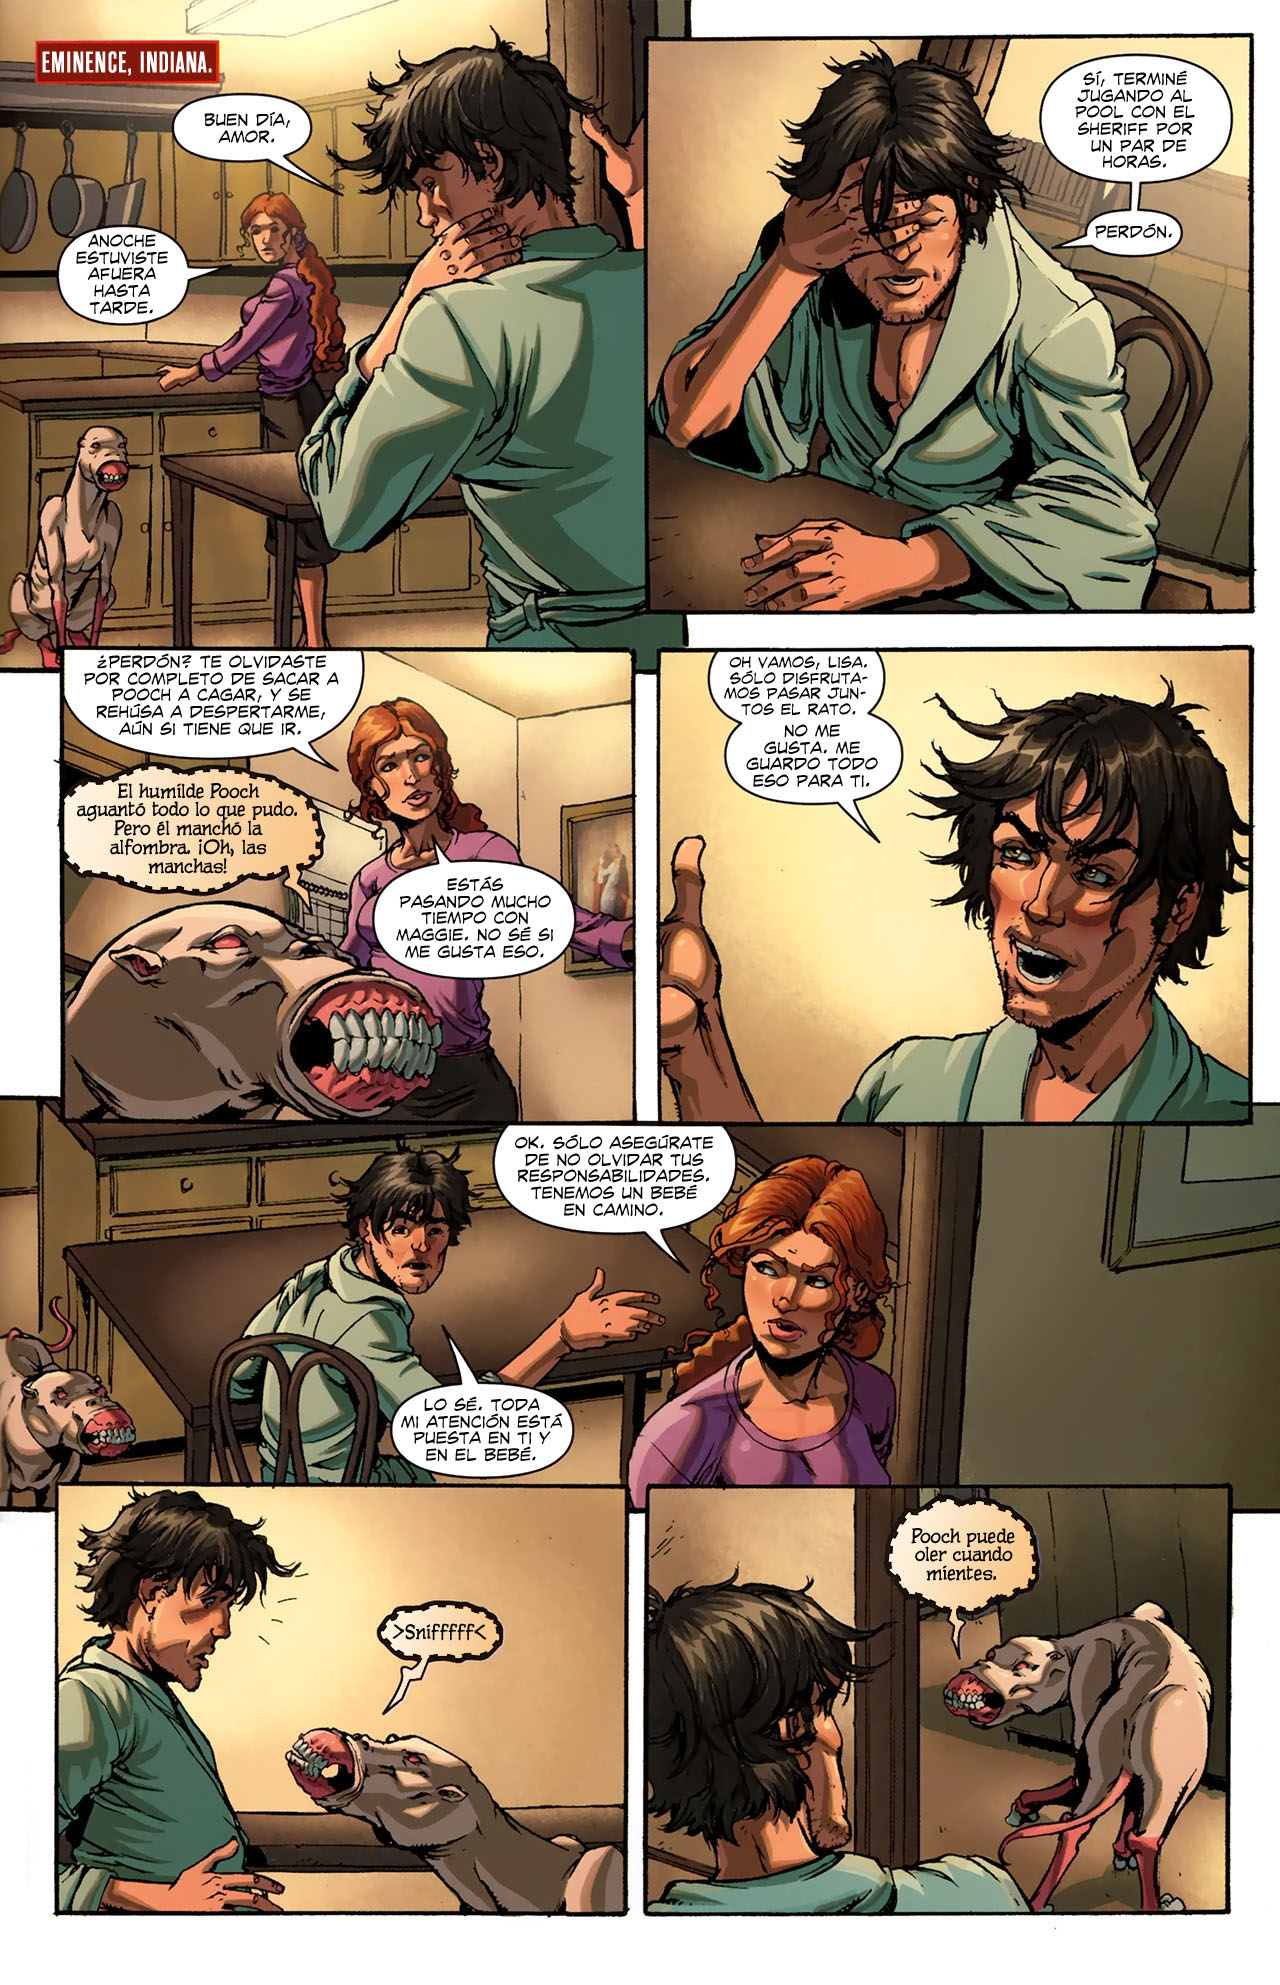 EMINENCE, INDIANA.
BUEN DÍA,
AMOR.
ANOCHE
ESTUVISTE
AFUERA
HASTA
TARDE.
SÍ, TERMINÉ
JUGANDO AL
POOL CON EL
SHERIFF POR
UN PAR DE
HORAS.
PERDÓN.
¿PERDÓN? TE OLVIDASTE
POR COMPLETO DE SACAR A
POOCH A CAGAR, Y SE
REHÚSA A DESPERTARME,
AÚN SI TIENE QUE IR.
El humilde Pooch
aguantó todo lo que pudo.
Pero él manchó la
alfombra. ¡Oh, las
manchas!
ESTÁS
PASANDO MUCHO
TIEMPO CON
MAGGIE. NO SÉ SI
ME GUSTA ESO.
OH VAMOS, LISA.
SÓLO DISFRUTA-
MOS PASAR JUN-
TOS EL RATO.
NO ME
GUSTA. ME
GUARDO TODO
ESO PARA TI.
OK. SÓLO ASEGÚRATE
DE NO OLVIDAR TUS
RESPONSABILIDADES.
TENEMOS UN BEBÉ
EN CAMINO.
LO SÉ. TODA
MI ATENCIÓN ESTÁ
PUESTA EN TI Y
EN EL BEBÉ.
>Snifffff<
Pooch puede
oler cuando
mientes.